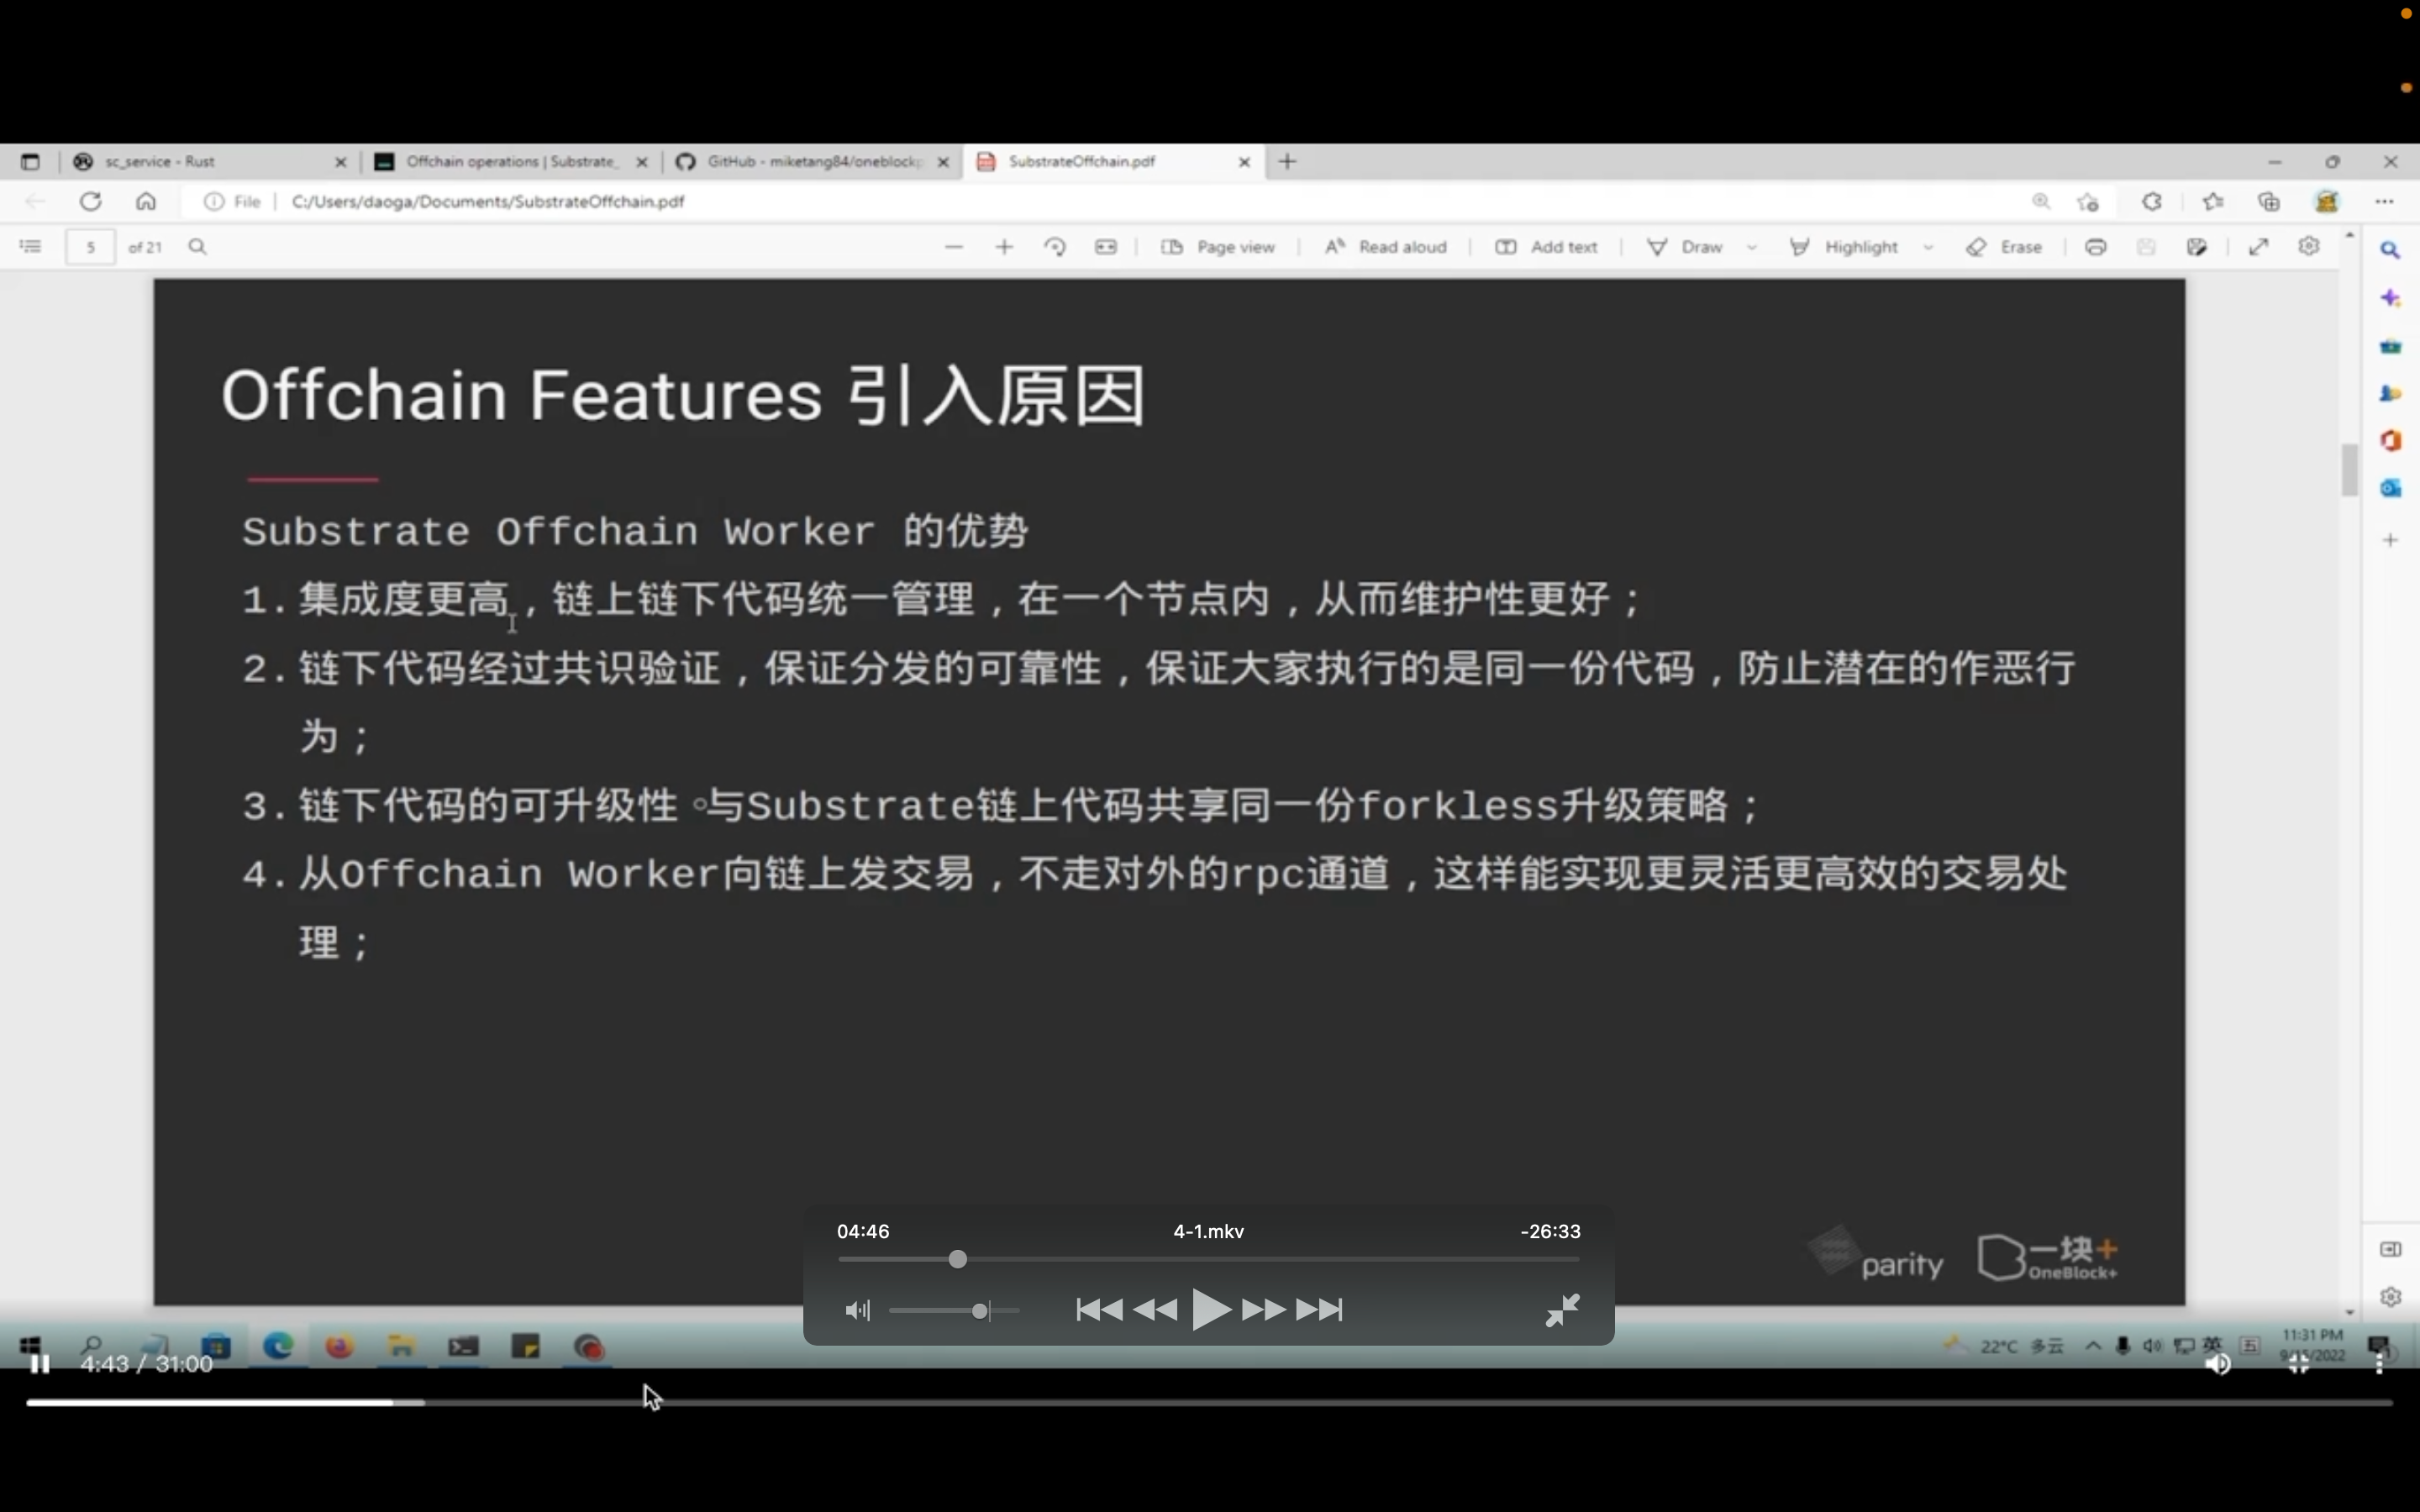 sc_service - Rust
Offchain operations | Substrate_
GitHub - miketang84/oneblockp
SubstrateOffchain.pdf
File
C:/Users/daoga/Documents/SubstrateOffchain.pdf
5 of 21
Page view
Read aloud
Add text
Draw
Highlight
Erase
Offchain Features 引入原因
Substrate Offchain Worker 的优势
1. 集成度更高，链上链下代码统一管理，在一个节点内，从而维护性更好；
2. 链下代码经过共识验证，保证分发的可靠性，保证大家执行的是同一份代码，防止潜在的作恶行
为；
3. 链下代码的可升级性。与Substrate链上代码共享同一份forkless升级策略；
4. 从Offchain Worker向链上发交易，不走对外的rpc通道，这样能实现更灵活更高效的交易处
理；
parity
一块+
OneBlock+
04:46
4-1.mkv
-26:33
22°C 多云
英
五
11:31 PM
9/15/2022
4:43 / 31:00